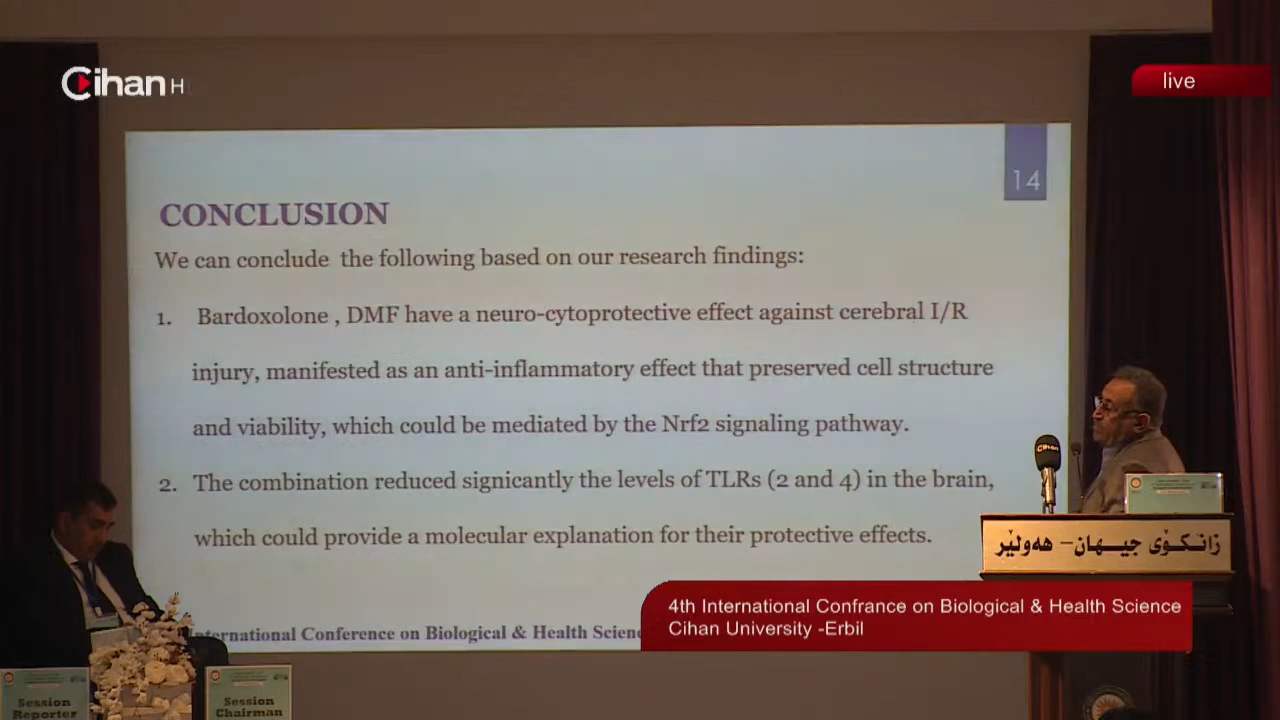 Cihan H
live
14
CONCLUSION
We can conclude the following based on our research findings:
1. Bardoxolone , DMF have a neuro-cytoprotective effect against cerebral I/R
injury, manifested as an anti-inflammatory effect that preserved cell structure
and viability, which could be mediated by the Nrf2 signaling pathway.
2. The combination reduced signicantly the levels of TLRs (2 and 4) in the brain,
which could provide a molecular explanation for their protective effects.
Cihan
زانکۆی جیهان - هەولێر
4th International Confrance on Biological & Health Science
Cihan University -Erbil
International Conference on Biological & Health Scien
Session
Reporter
Session
Chairman